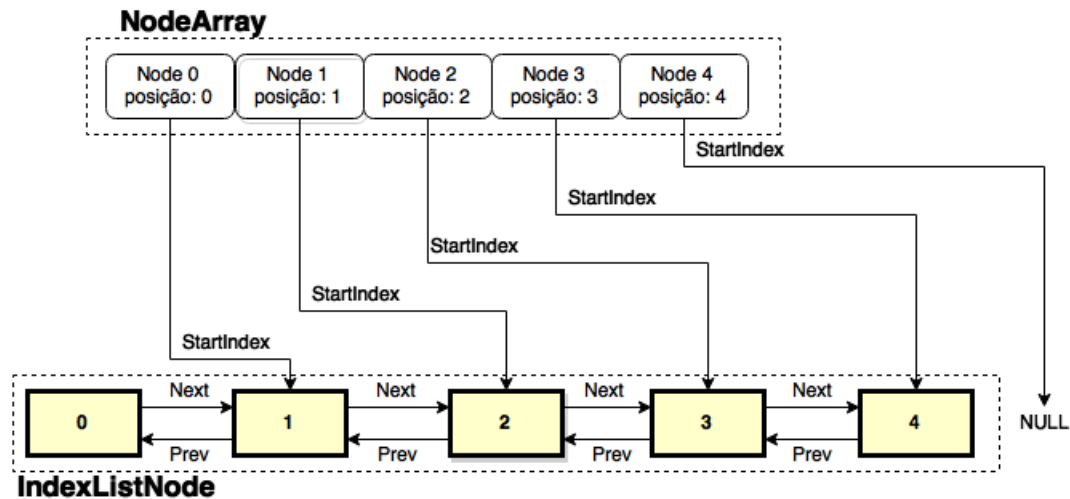 NodeArray
Node 0
posição: 0
Node 1
posição: 1
Node 2
posição: 2
Node 3
posição: 3
Node 4
posição: 4
StartIndex
StartIndex
StartIndex
StartIndex
StartIndex
Next
Next
Next
Next
0
1
2
3
4
NULL
Prev
Prev
Prev
Prev
IndexListNode